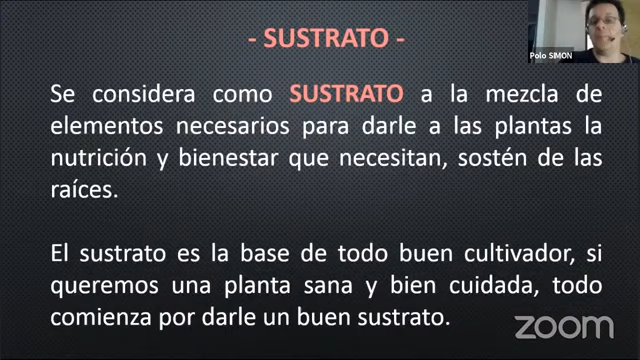 - SUSTRATO -
Polo SIMON
Se considera como SUSTRATO a la mezcla de
elementos necesarios para darle a las plantas la
nutrición y bienestar que necesitan, sostén de las
raíces.
El sustrato es la base de todo buen cultivador, si
queremos una planta sana y bien cuidada, todo
comienza por darle un buen sustrato.
zoom